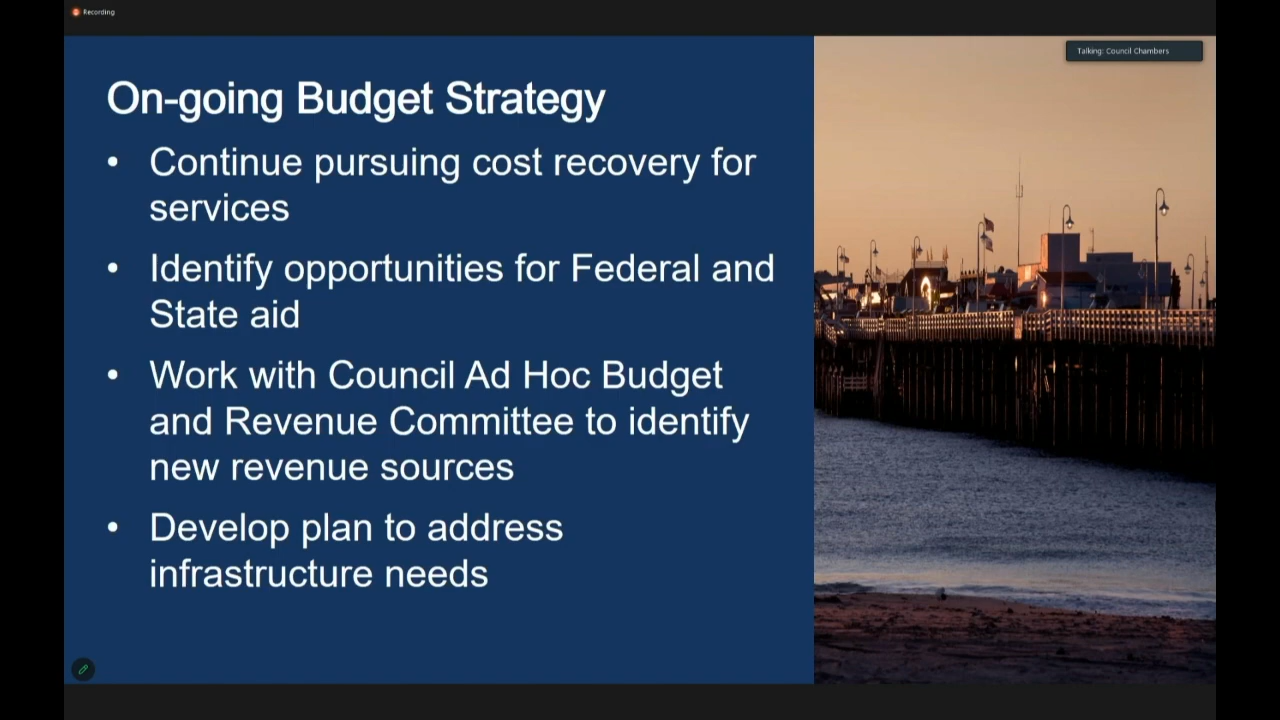 Recording
Talking: Council Chambers
On-going Budget Strategy
• Continue pursuing cost recovery for
services
• Identify opportunities for Federal and
State aid
• Work with Council Ad Hoc Budget
and Revenue Committee to identify
new revenue sources
• Develop plan to address
infrastructure needs